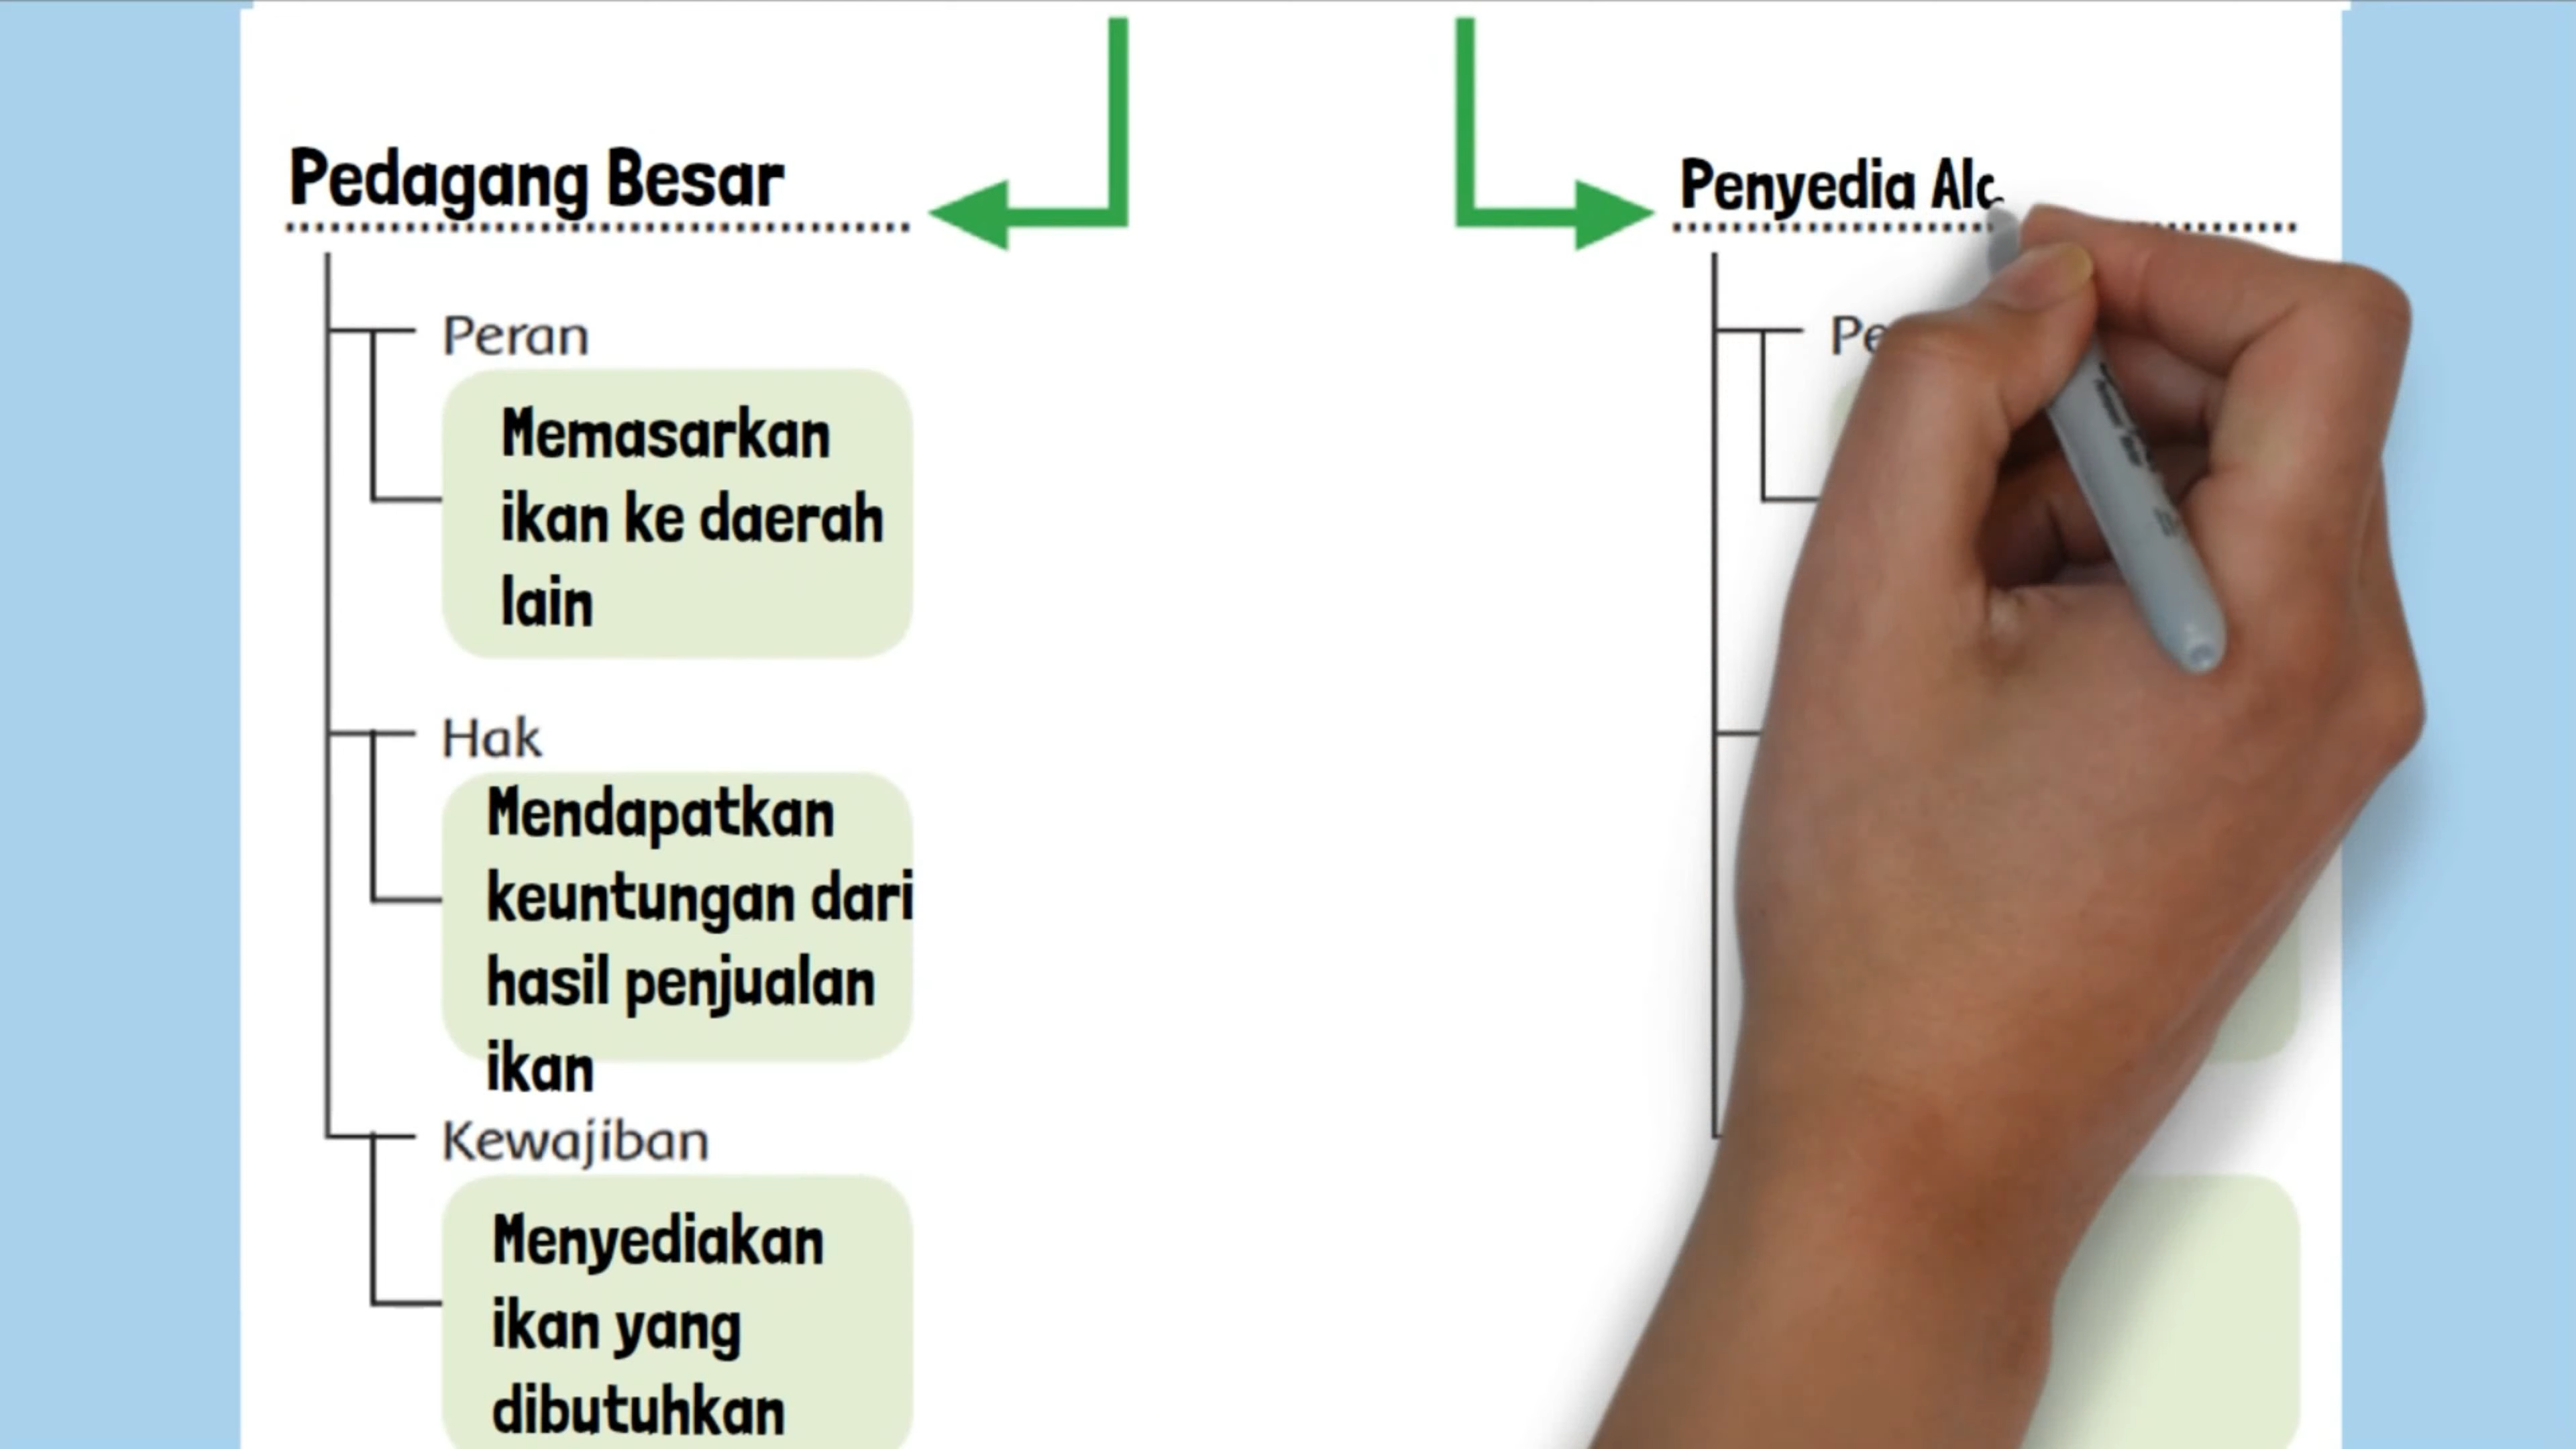 Pedagang Besar
Peran
Memasarkan
ikan ke daerah
lain
Hak
Mendapatkan
keuntungan dari
hasil penjualan
ikan
Kewajiban
Menyediakan
ikan yang
dibutuhkan
Penyedia